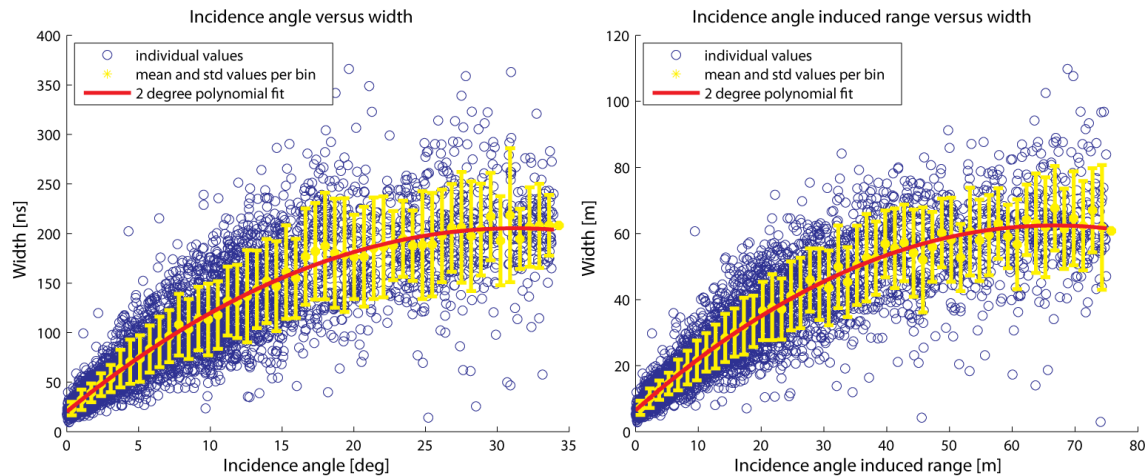 Incidence angle versus width
400
350
300
250
200
150
100
50
0
Width [ns]
individual values
mean and std values per bin
2 degree polynomial fit
0 5 10 15 20 25 30 35
Incidence angle [deg]
Incidence angle induced range versus width
120
100
80
60
40
20
0
Width [m]
individual values
mean and std values per bin
2 degree polynomial fit
0 10 20 30 40 50 60 70 80
Incidence angle induced range [m]